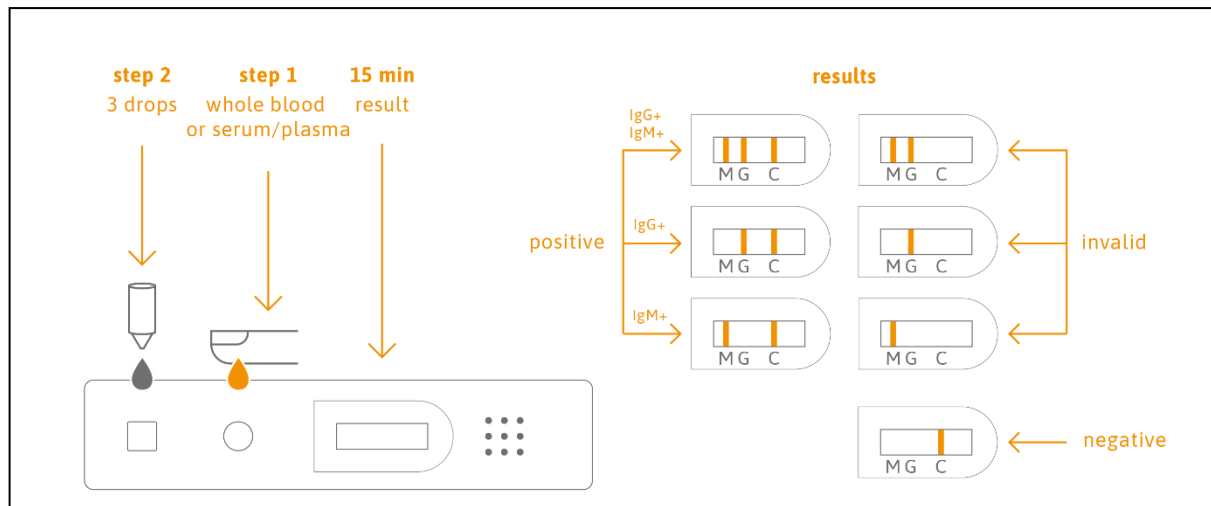 step 2
3 drops
step 1
whole blood
or serum/plasma
15 min
result
results
IgG+
IgM+
M G C
M G C
positive
IgG+
M G C
M G C
invalid
IgM+
M G C
M G C
M G C
negative